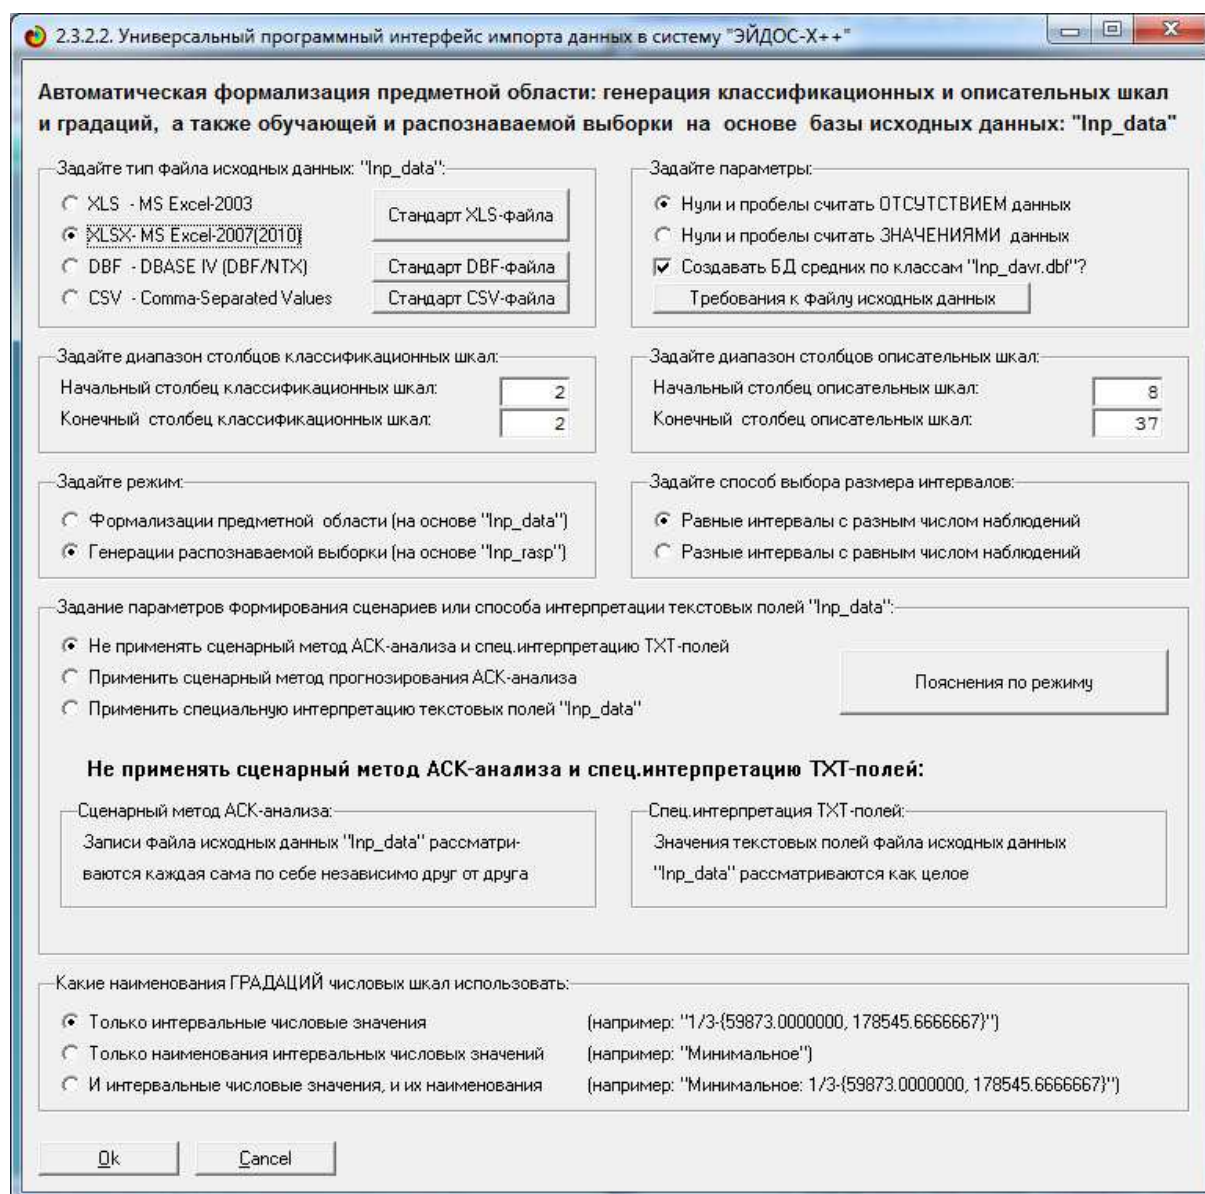 2.3.2.2. Универсальный программный интерфейс импорта данных в систему "ЭЙДОС-Х++"
Автоматическая формализация предметной области: генерация классификационных и описательных шкал
и градаций, а также обучающей и распознаваемой выборки на основе базы исходных данных: "Inp_data"
Задайте тип файла исходных данных: "Inp_data":
XLS - MS Excel-2003
Стандарт XLS-файла
XLSX- MS Excel-2007(2010)
DBF - DBASE IV (DBF/NTX)
Стандарт DBF-файла
CSV - Comma-Separated Values
Стандарт CSV-файла
Задайте параметры:
Нули и пробелы считать ОТСУТСТВИЕМ данных
Нули и пробелы считать ЗНАЧЕНИЯМИ данных
Создавать БД средних по классам "Inp_davr.dbf"?
Требования к файлу исходных данных
Задайте диапазон столбцов классификационных шкал:
Начальный столбец классификационных шкал: 2
Конечный столбец классификационных шкал: 2
Задайте диапазон столбцов описательных шкал:
Начальный столбец описательных шкал: 8
Конечный столбец описательных шкал: 37
Задайте режим:
Формализации предметной области (на основе "Inp_data")
Генерации распознаваемой выборки (на основе "Inp_rasp")
Задайте способ выбора размера интервалов:
Равные интервалы с разным числом наблюдений
Разные интервалы с равным числом наблюдений
Задание параметров формирования сценариев или способа интерпретации текстовых полей "Inp_data":
Не применять сценарный метод АСК-анализа и спец.интерпретацию ТХТ-полей
Применить сценарный метод прогнозирования АСК-анализа
Применить специальную интерпретацию текстовых полей "Inp_data"
Пояснения по режиму
Не применять сценарный метод АСК-анализа и спец.интерпретацию ТХТ-полей:
Сценарный метод АСК-анализа:
Записи файла исходных данных "Inp_data" рассматри-
ваются каждая сама по себе независимо друг от друга
Спец.интерпретация ТХТ-полей:
Значения текстовых полей файла исходных данных
"Inp_data" рассматриваются как целое
Какие наименования ГРАДАЦИЙ числовых шкал использовать:
Только интервальные числовые значения (например: "1/3-{59873.0000000, 178545.6666667}")
Только наименования интервальных числовых значений (например: "Минимальное")
И интервальные числовые значения, и их наименования (например: "Минимальное: 1/3-{59873.0000000, 178545.6666667}")
Ok
Cancel